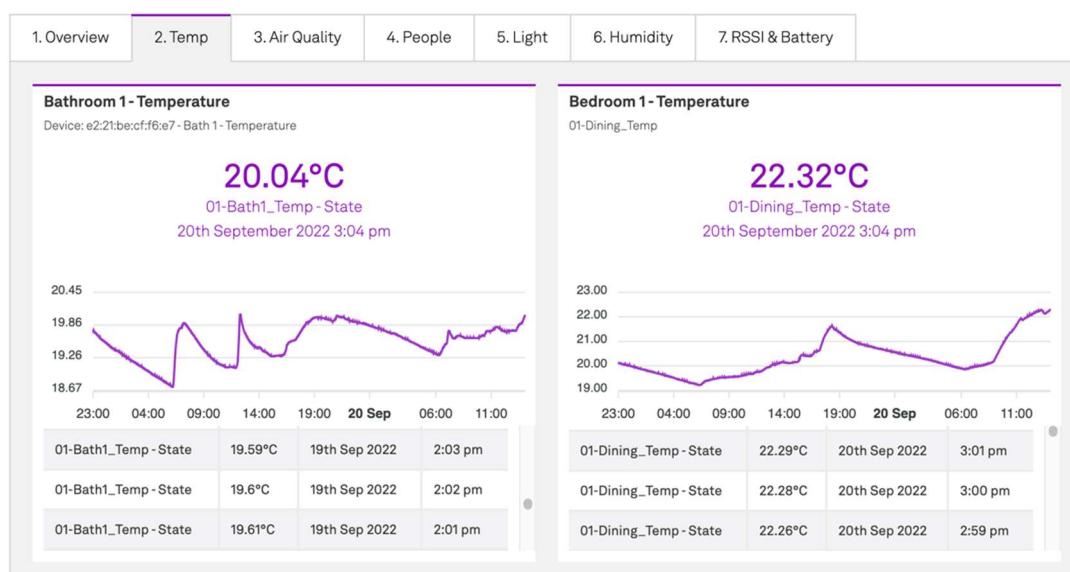 1. Overview
2. Temp
3. Air Quality
4. People
5. Light
6. Humidity
7. RSSI & Battery
Bathroom 1 - Temperature
Device: e2:21:be:cf:f6:e7 - Bath 1 - Temperature
20.04°C
01-Bath1_Temp - State
20th September 2022 3:04 pm
20.45
19.86
19.26
18.67
23:00 04:00 09:00 14:00 19:00 20 Sep 06:00 11:00
01-Bath1_Temp - State 19.59°C 19th Sep 2022 2:03 pm
01-Bath1_Temp - State 19.6°C 19th Sep 2022 2:02 pm
01-Bath1_Temp - State 19.61°C 19th Sep 2022 2:01 pm
Bedroom 1 - Temperature
01-Dining_Temp
22.32°C
01-Dining_Temp - State
20th September 2022 3:04 pm
23.00
22.00
21.00
20.00
19.00
23:00 04:00 09:00 14:00 19:00 20 Sep 06:00 11:00
01-Dining_Temp - State 22.29°C 20th Sep 2022 3:01 pm
01-Dining_Temp - State 22.28°C 20th Sep 2022 3:00 pm
01-Dining_Temp - State 22.26°C 20th Sep 2022 2:59 pm